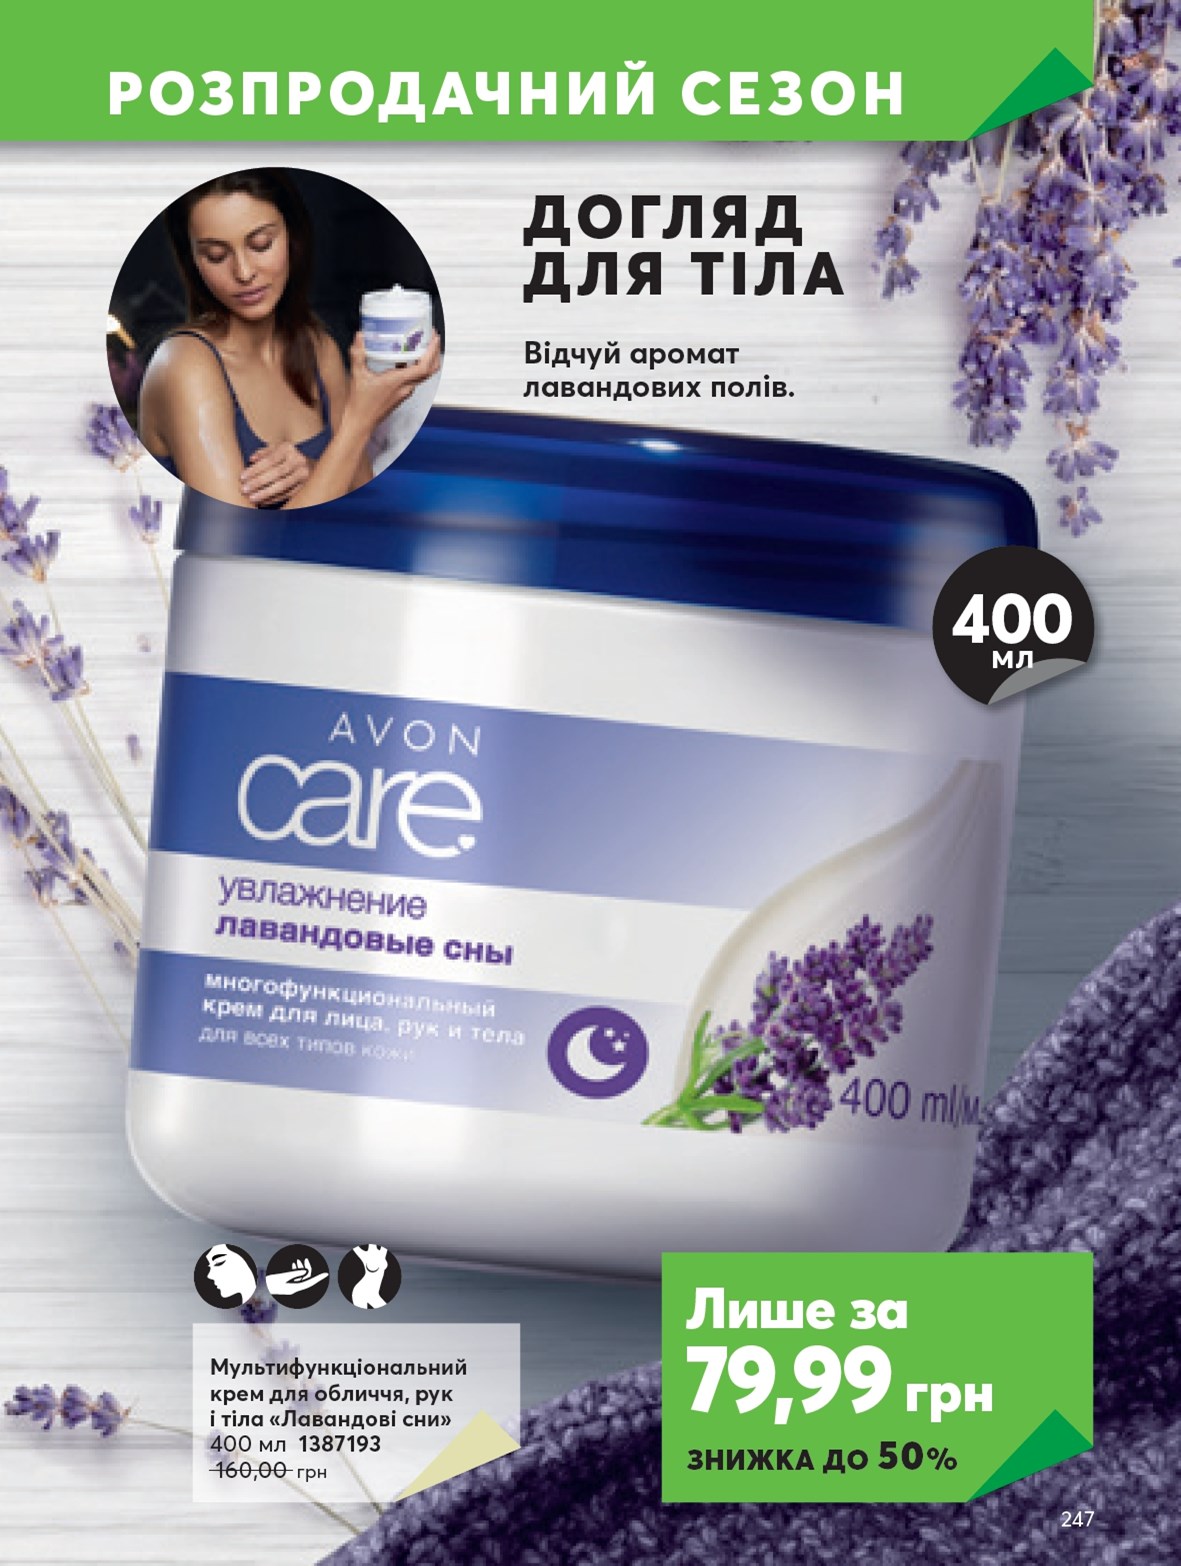 РОЗПРОДАЧНИЙ СЕЗОН
ДОГЛЯД
ДЛЯ ТІЛА
Відчуй аромат
лавандових полів.
400
мл
AVON
care
увлажнение
лавандовые сны
многофункциональный
крем для лица, рук и тела
для всех типов кожи
400 ml/м
Мультифункціональний
крем для обличчя, рук
і тіла «Лавандові сни»
400 мл 1387193
160,00 грн
Лише за
79,99 грн
ЗНИЖКА ДО 50%
247